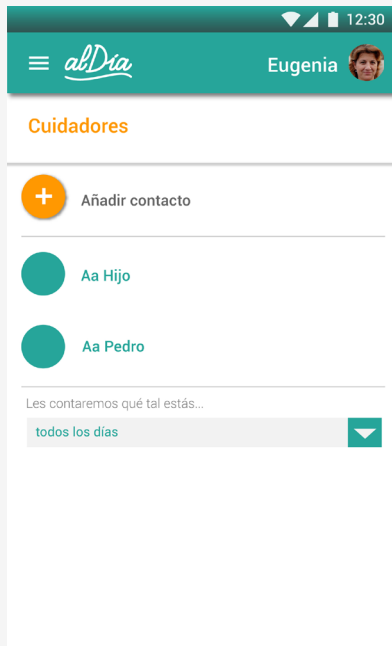 12:30
alDía
Eugenia
Cuidadores
+
Añadir contacto
Aa Hijo
Aa Pedro
Les contaremos qué tal estás...
todos los días